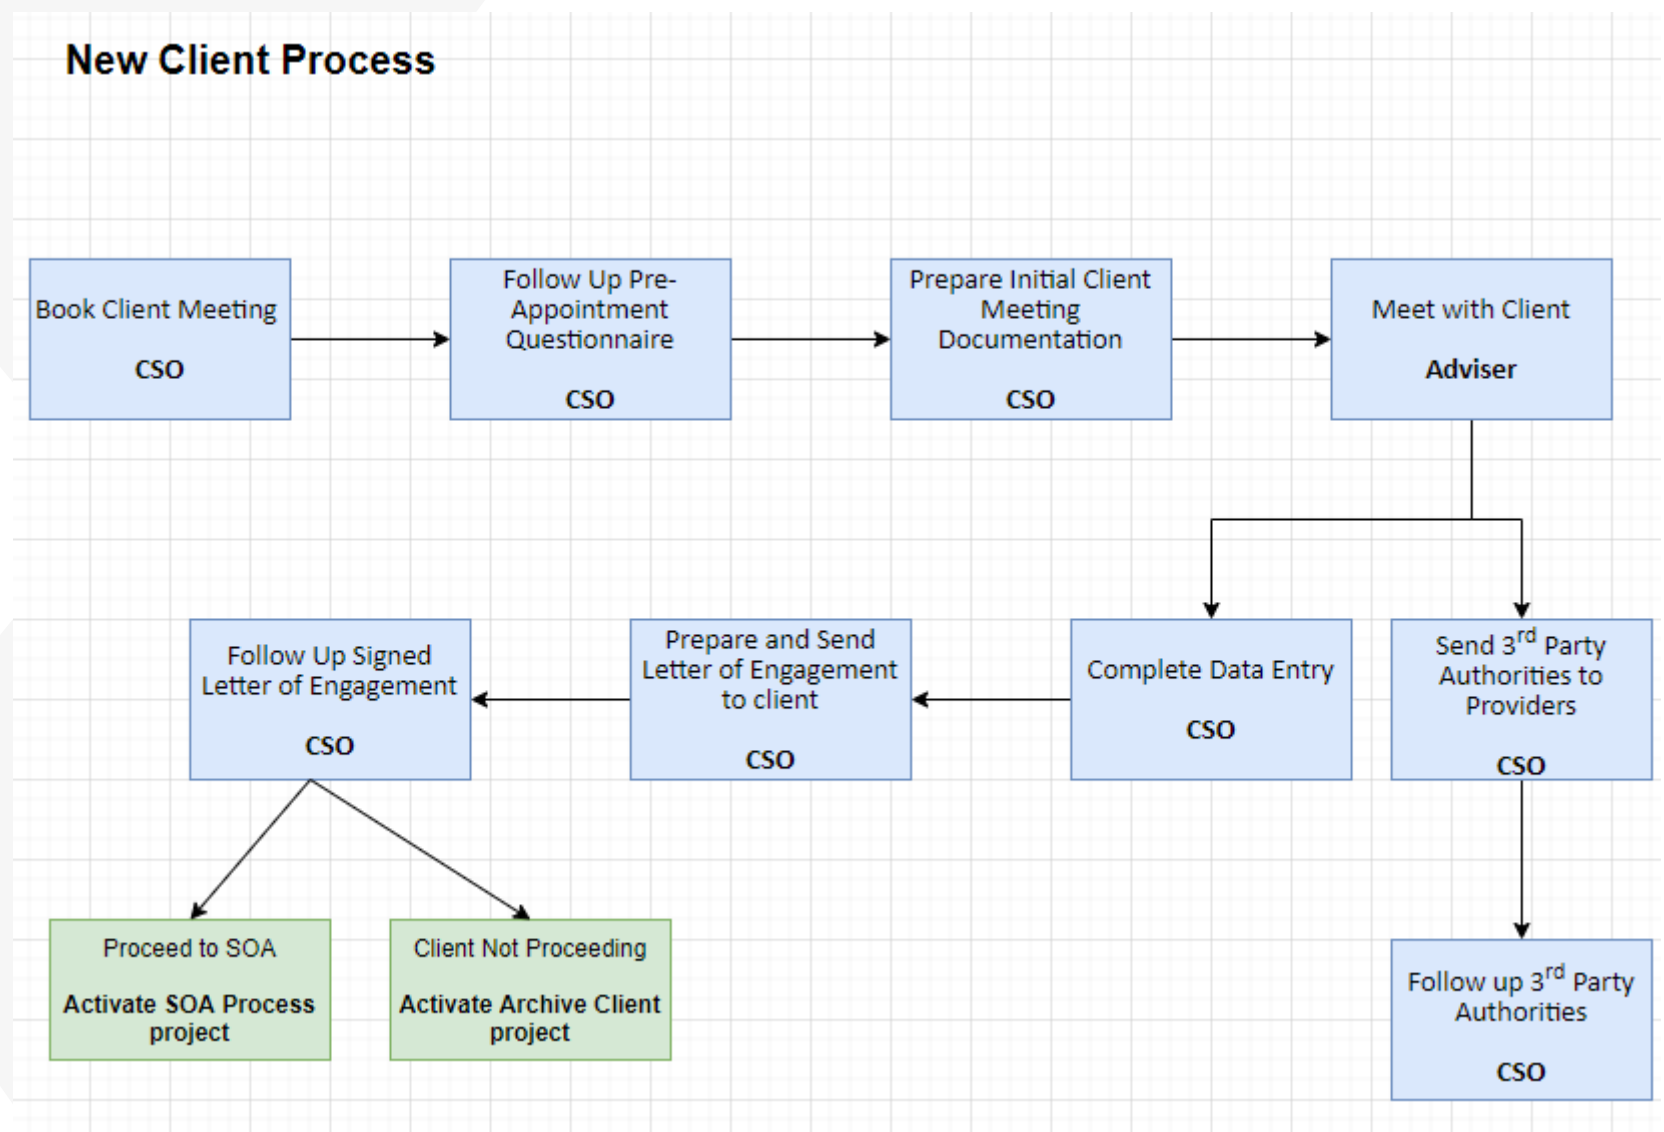 New Client Process
Book Client Meeting
CSO
Follow Up Pre-
Appointment
Questionnaire
CSO
Prepare Initial Client
Meeting
Documentation
CSO
Meet with Client
Adviser
Follow Up Signed
Letter of Engagement
CSO
Prepare and Send
Letter of Engagement
to client
CSO
Complete Data Entry
CSO
Send 3rd Party
Authorities to
Providers
CSO
Proceed to SOA
Activate SOA Process
project
Client Not Proceeding
Activate Archive Client
project
Follow up 3rd Party
Authorities
CSO